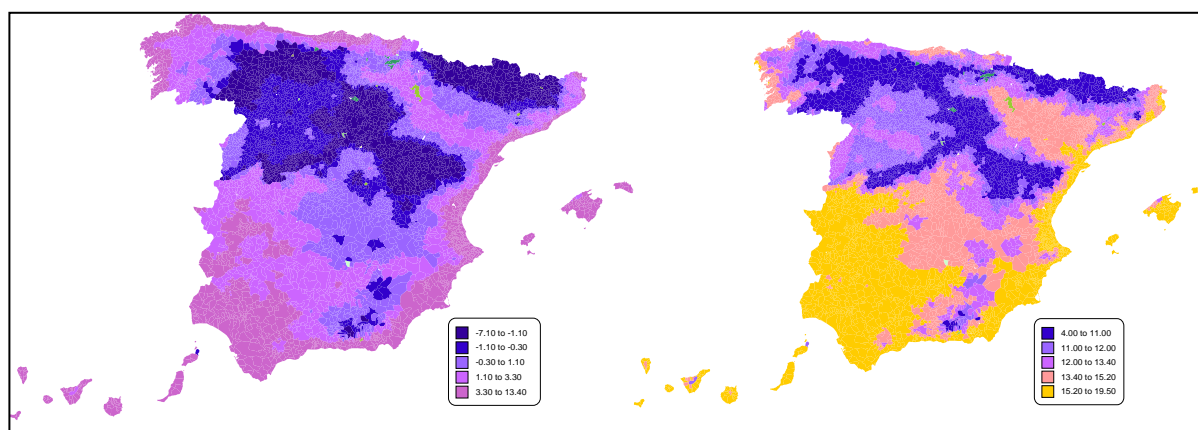 -7.10 to -1.10
-1.10 to -0.30
-0.30 to 1.10
1.10 to 3.30
3.30 to 13.40
4.00 to 11.00
11.00 to 12.00
12.00 to 13.40
13.40 to 15.20
15.20 to 19.50